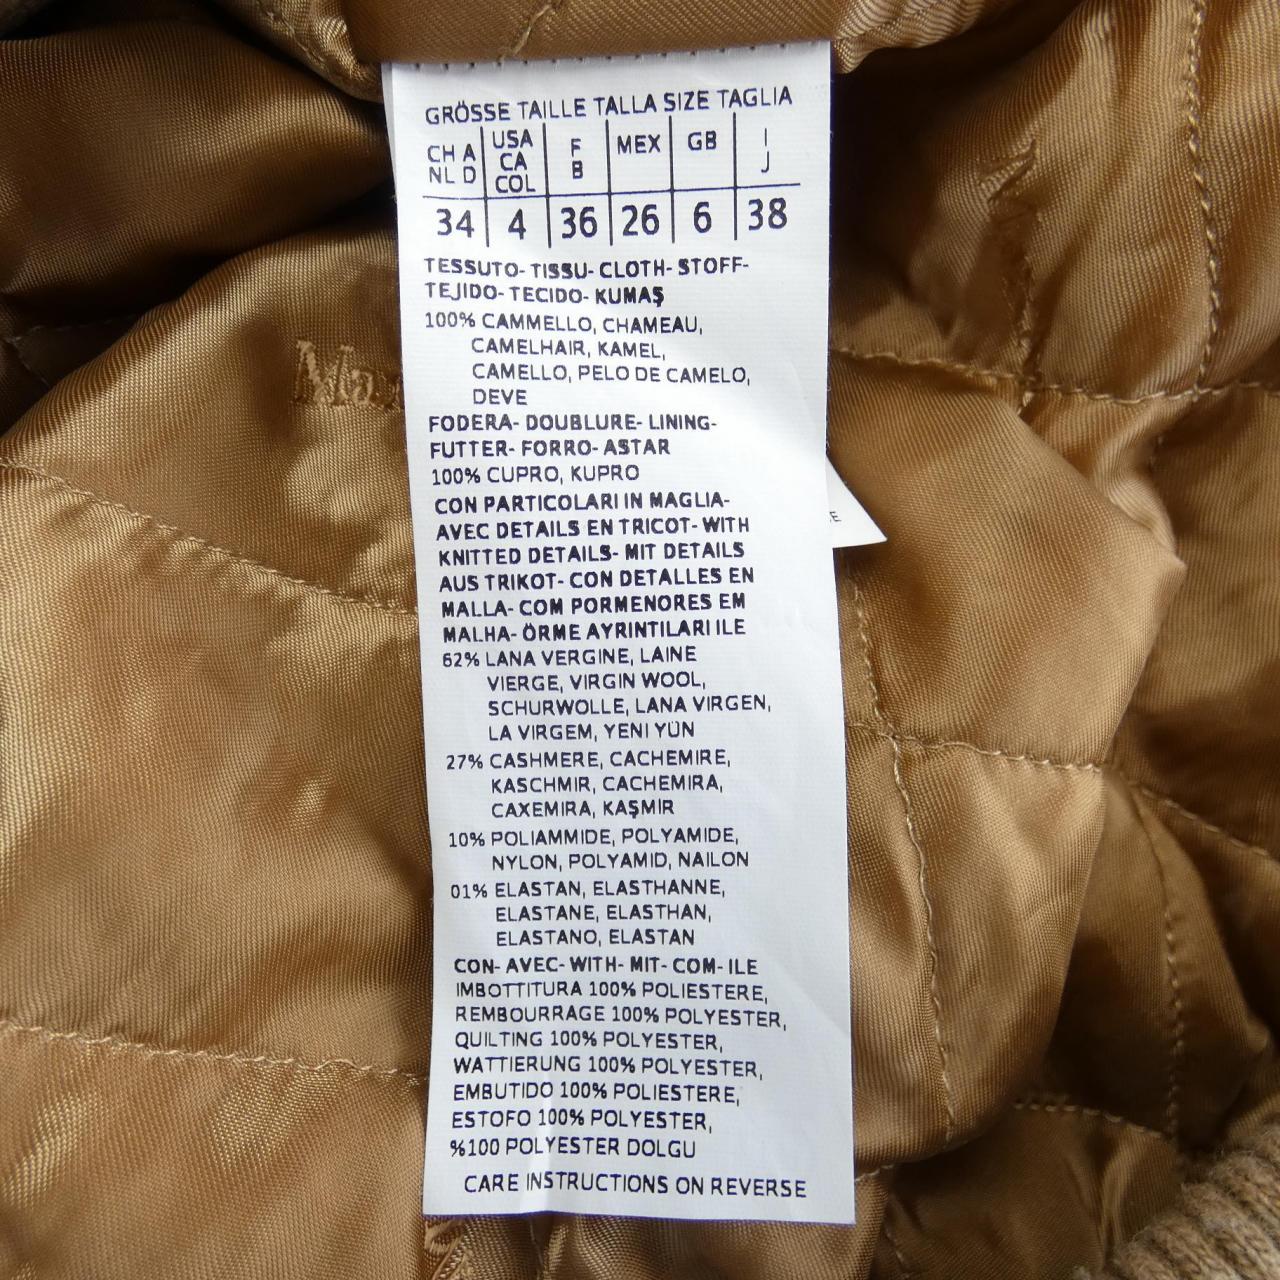 GRÖSSE TAILLE TALLA SIZE TAGLIA
CH A NL D | USA CA COL | F B | MEX | GB | I J
34 | 4 | 36 | 26 | 6 | 38
TESSUTO- TISSU- CLOTH- STOFF-
TEJIDO- TECIDO- KUMAŞ
100% CAMMELLO, CHAMEAU,
CAMELHAIR, KAMEL,
CAMELLO, PELO DE CAMELO,
DEVE
FODERA- DOUBLURE- LINING-
FUTTER- FORRO- ASTAR
100% CUPRO, KUPRO
CON PARTICOLARI IN MAGLIA-
AVEC DETAILS EN TRICOT- WITH
KNITTED DETAILS- MIT DETAILS
AUS TRIKOT- CON DETALLES EN
MALLA- COM PORMENORES EM
MALHA- ÖRME AYRINTILARI ILE
62% LANA VERGINE, LAINE
VIERGE, VIRGIN WOOL,
SCHURWOLLE, LANA VIRGEN,
LA VIRGEM, YENI YÜN
27% CASHMERE, CACHEMIRE,
KASCHMIR, CACHEMIRA,
CAXEMIRA, KAŞMIR
10% POLIAMMIDE, POLYAMIDE,
NYLON, POLYAMID, NAILON
01% ELASTAN, ELASTHANNE,
ELASTANE, ELASTHAN,
ELASTANO, ELASTAN
CON- AVEC- WITH- MIT- COM- ILE
IMBOTTITURA 100% POLIESTERE,
REMBOURRAGE 100% POLYESTER,
QUILTING 100% POLYESTER,
WATTIERUNG 100% POLYESTER,
EMBUTIDO 100% POLIESTERE,
ESTOFO 100% POLYESTER,
%100 POLYESTER DOLGU
CARE INSTRUCTIONS ON REVERSE